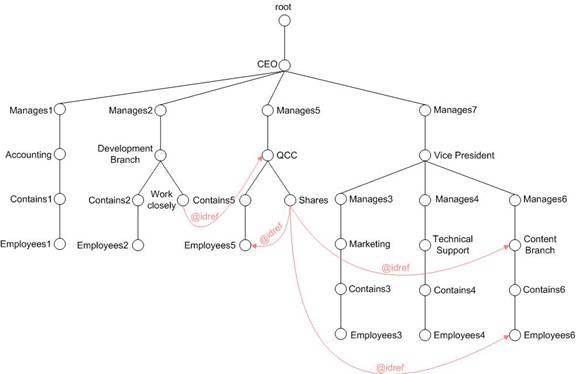 root
CEO
Manages1
Manages2
Manages5
Manages7
Accounting
Development
Branch
QCC
Vice President
Contains1
Contains2
Work
closely
Contains5
Shares
Manages3
Manages4
Manages6
@idref
@idref
Employees1
Employees2
Employees5
Marketing
Technical
Support
Content
Branch
@idref
Contains3
Contains4
Contains6
Employees3
Employees4
Employees6
@idref